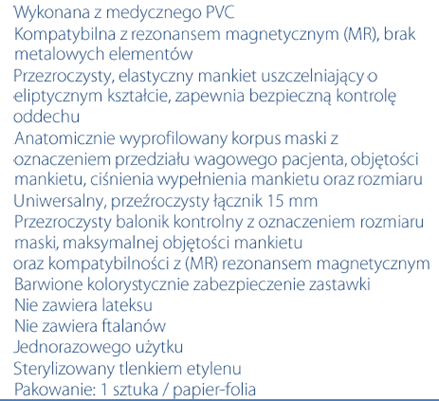 Wykonana z medycznego PVC
Kompatybilna z rezonansem magnetycznym (MR), brak
metalowych elementów
Przezroczysty, elastyczny mankiet uszczelniający o
eliptycznym kształcie, zapewnia bezpieczną kontrolę
oddechu
Anatomicznie wyprofilowany korpus maski z
oznaczeniem przedziału wagowego pacjenta, objętości
mankietu, ciśnienia wypełnienia mankietu oraz rozmiaru
Uniwersalny, przeźroczysty łącznik 15 mm
Przezroczysty balonik kontrolny z oznaczeniem rozmiaru
maski, maksymalnej objętości mankietu
oraz kompatybilności z (MR) rezonansem magnetycznym
Barwione kolorystycznie zabezpieczenie zastawki
Nie zawiera lateksu
Nie zawiera ftalanów
Jednorazowego użytku
Sterylizowany tlenkiem etylenu
Pakowanie: 1 sztuka / papier-folia